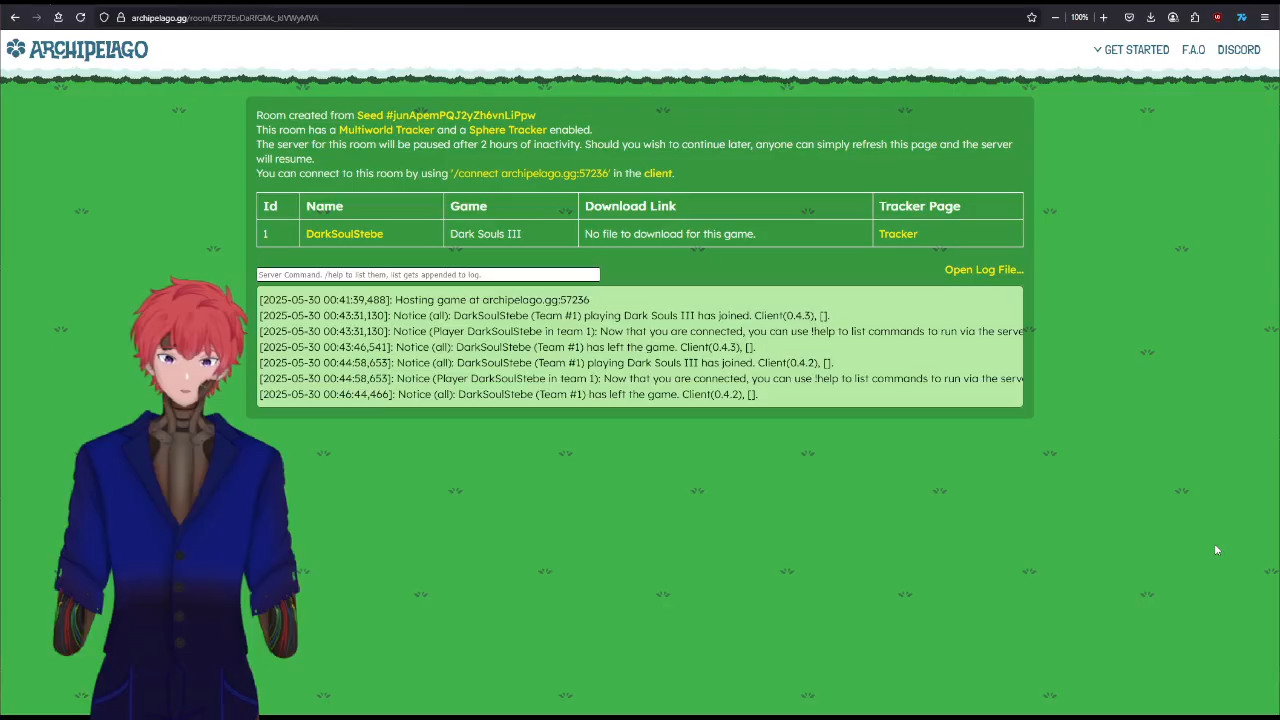 archipelago.gg/room/
100%
ARCHIPELAGO
GET STARTED
F.A.Q
DISCORD
Room created from Seed #junApemPQJ2yZh6vnLiPpw
This room has a Multiworld Tracker and a Sphere Tracker enabled.
The server for this room will be paused after 2 hours of inactivity. Should you wish to continue later, anyone can simply refresh this page and the server
will resume.
You can connect to this room by using '/connect archipelago.gg:57236' in the client.
Id Name Game Download Link Tracker Page
1 DarkSoulStebe Dark Souls III No file to download for this game. Tracker
Server Command. /help to list them, list gets appended to log.
Open Log File...
[2025-05-30 00:41:39,488]: Hosting game at archipelago.gg:57236
[2025-05-30 00:43:31,130]: Notice (all): DarkSoulStebe (Team #1) playing Dark Souls III has joined. Client(0.4.3), [].
[2025-05-30 00:43:31,130]: Notice (Player DarkSoulStebe in team 1): Now that you are connected, you can use !help to list commands to run via the serve
[2025-05-30 00:43:46,541]: Notice (all): DarkSoulStebe (Team #1) has left the game. Client(0.4.3), [].
[2025-05-30 00:44:58,653]: Notice (all): DarkSoulStebe (Team #1) playing Dark Souls III has joined. Client(0.4.2), [].
[2025-05-30 00:44:58,653]: Notice (Player DarkSoulStebe in team 1): Now that you are connected, you can use !help to list commands to run via the serv
[2025-05-30 00:46:44,466]: Notice (all): DarkSoulStebe (Team #1) has left the game. Client(0.4.2), [].